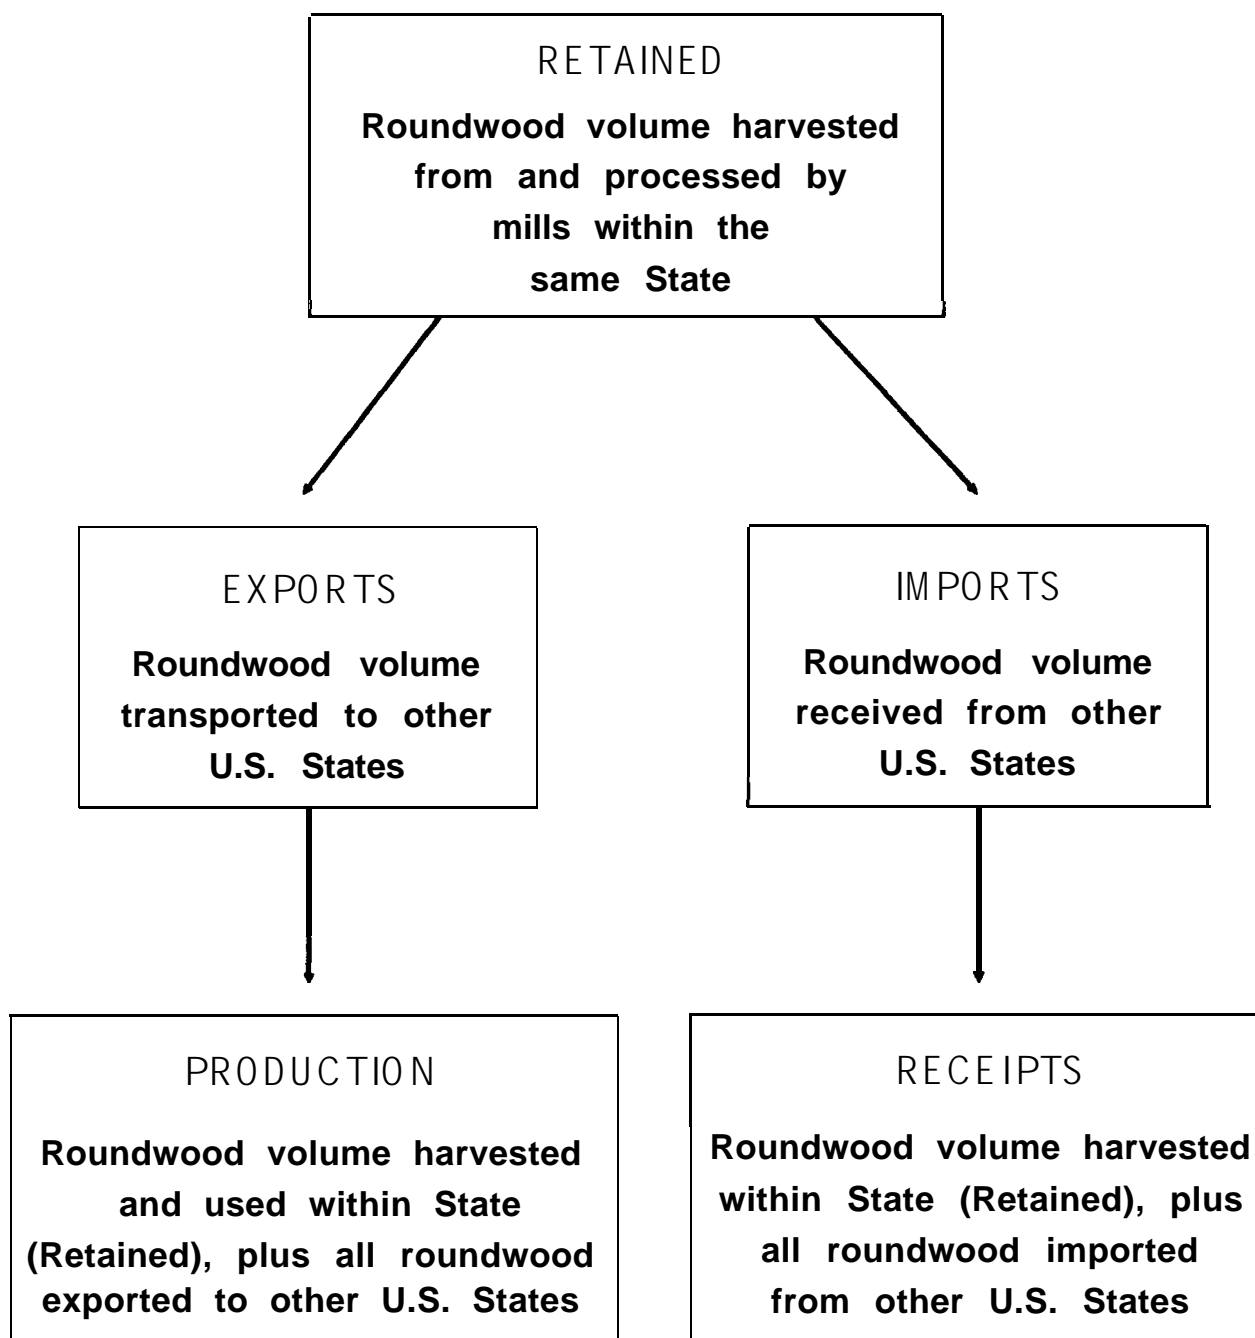 RETAINED
Roundwood volume harvested
from and processed by
mills within the
same State
EXPORTS
Roundwood volume
transported to other
U.S. States
IMPORTS
Roundwood volume
received from other
U.S. States
PRODUCTION
Roundwood volume harvested
and used within State
(Retained), plus all roundwood
exported to other U.S. States
RECEIPTS
Roundwood volume harvested
within State (Retained), plus
all roundwood imported
from other U.S. States